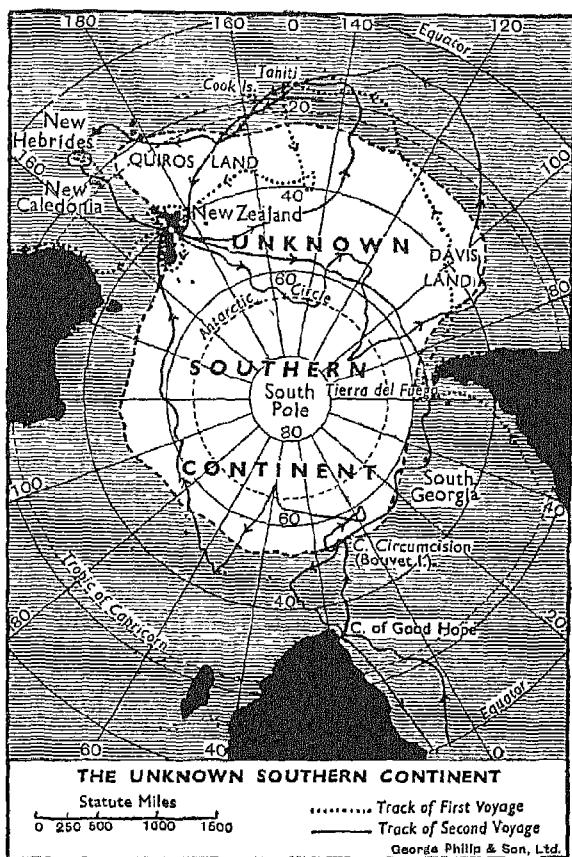 180
160
0
140
120
Equator
Tahiti
Cook Is.
20
New
Hebrides
QUIROS LAND
100
160
New
Caledonia
40
New Zealand
UNKNOWN
DAVIS
LAND
80
60
Antarctic Circle
SOUTHERN
South
Pole
Tierra del Fuego
80
CONTINENT
South
Georgia
100
40
60
C. Circumcision
(Bouvet I.)
Tropic of Capricorn
40
20
80
C. of Good Hope
Equator
60
40
0
THE UNKNOWN SOUTHERN CONTINENT
Statute Miles
0 250 500 1000 1500
Track of First Voyage
Track of Second Voyage
George Philip & Son, Ltd.